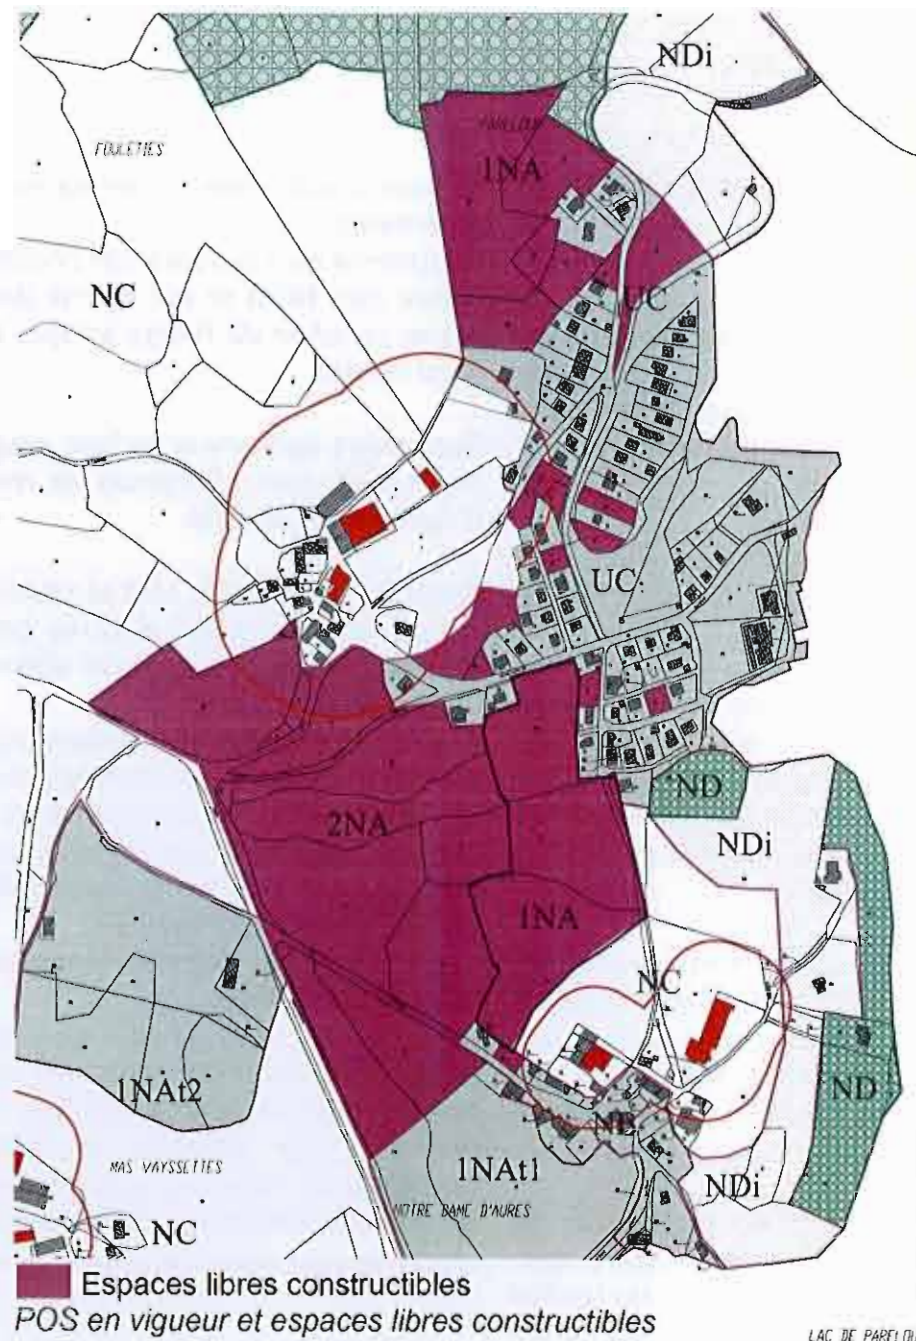 NDi
FOULETIES
1NA
NC
UC
UC
ND
2NA
NDi
1NA
NC
1NAt2
ND
NB
1NAt1
MAS VAYSSETTES
NDi
NOTRE DAME D'AURES
NC
Espaces libres constructibles
POS en vigueur et espaces libres constructibles
LAC DE PARELOU